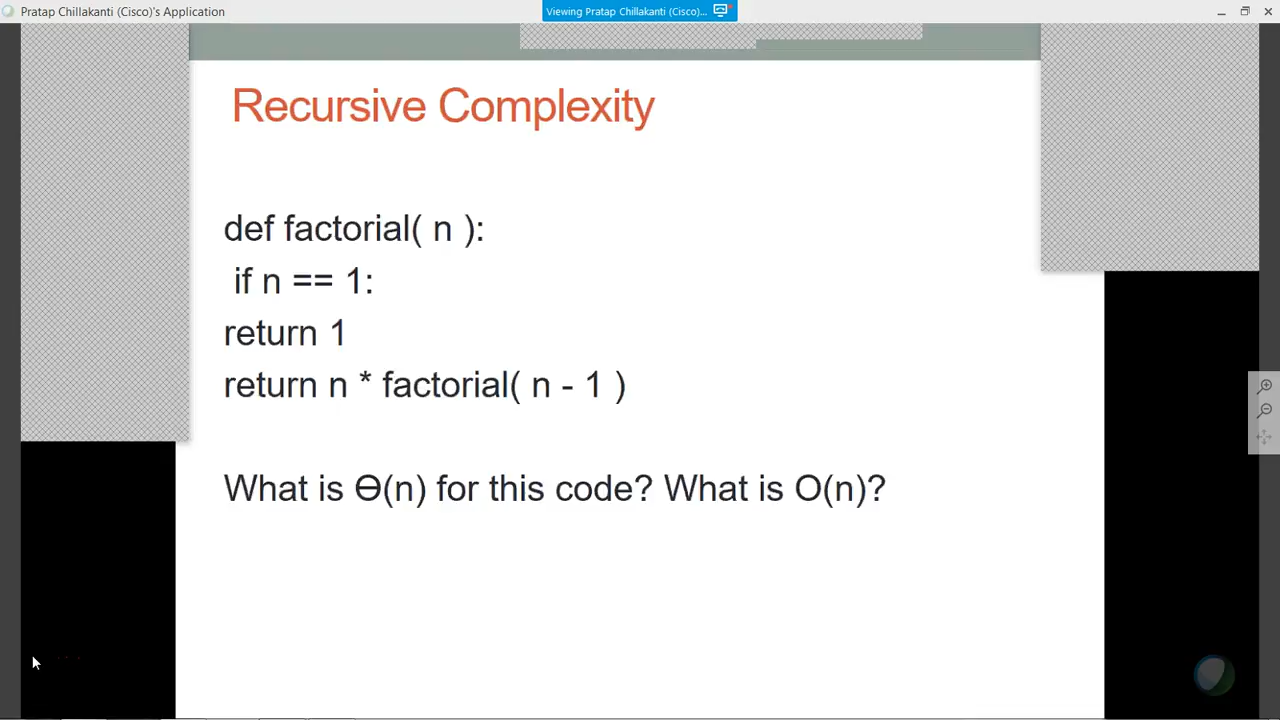 Pratap Chillakanti (Cisco)'s Application
Viewing Pratap Chillakanti (Cisco)...
Recursive Complexity
def factorial( n ):
if n == 1:
return 1
return n * factorial( n - 1 )
What is Ɵ(n) for this code? What is O(n)?